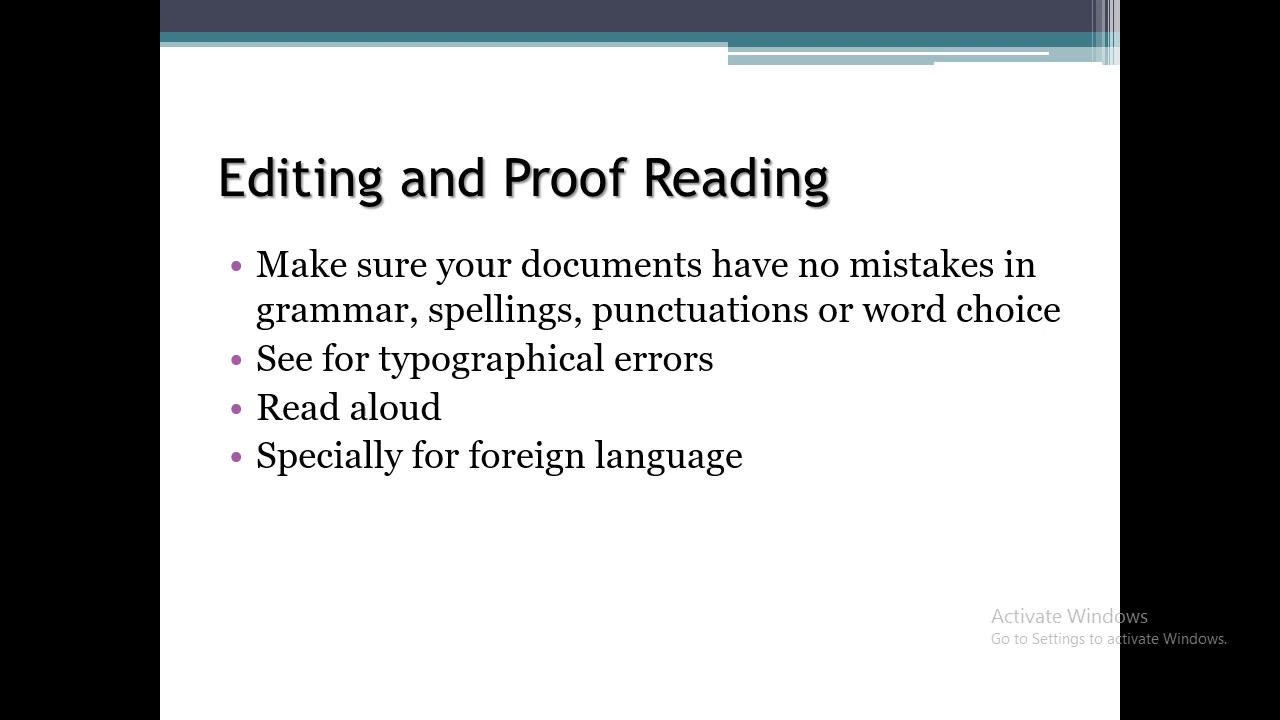 Editing and Proof Reading
• Make sure your documents have no mistakes in
grammar, spellings, punctuations or word choice
• See for typographical errors
• Read aloud
• Specially for foreign language
Activate Windows
Go to Settings to activate Windows.